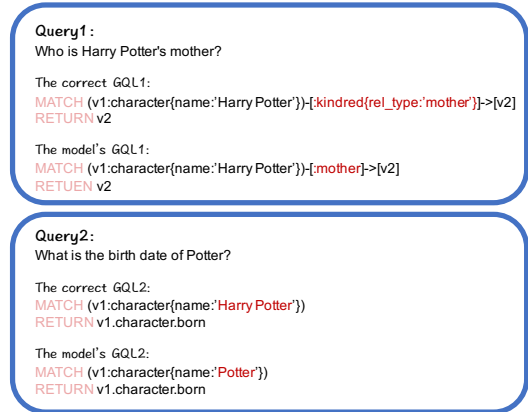 Query1:
Who is Harry Potter's mother?
The correct GQL1:
MATCH (v1:character{name:'Harry Potter'})-[:kindred{rel_type:'mother'}]->[v2]
RETURN v2
The model's GQL1:
MATCH (v1:character{name:'Harry Potter'})-[:mother]->[v2]
RETUEN v2
Query2:
What is the birth date of Potter?
The correct GQL2:
MATCH (v1:character{name:'Harry Potter'})
RETURN v1.character.born
The model's GQL2:
MATCH (v1:character{name:'Potter'})
RETURN v1.character.born